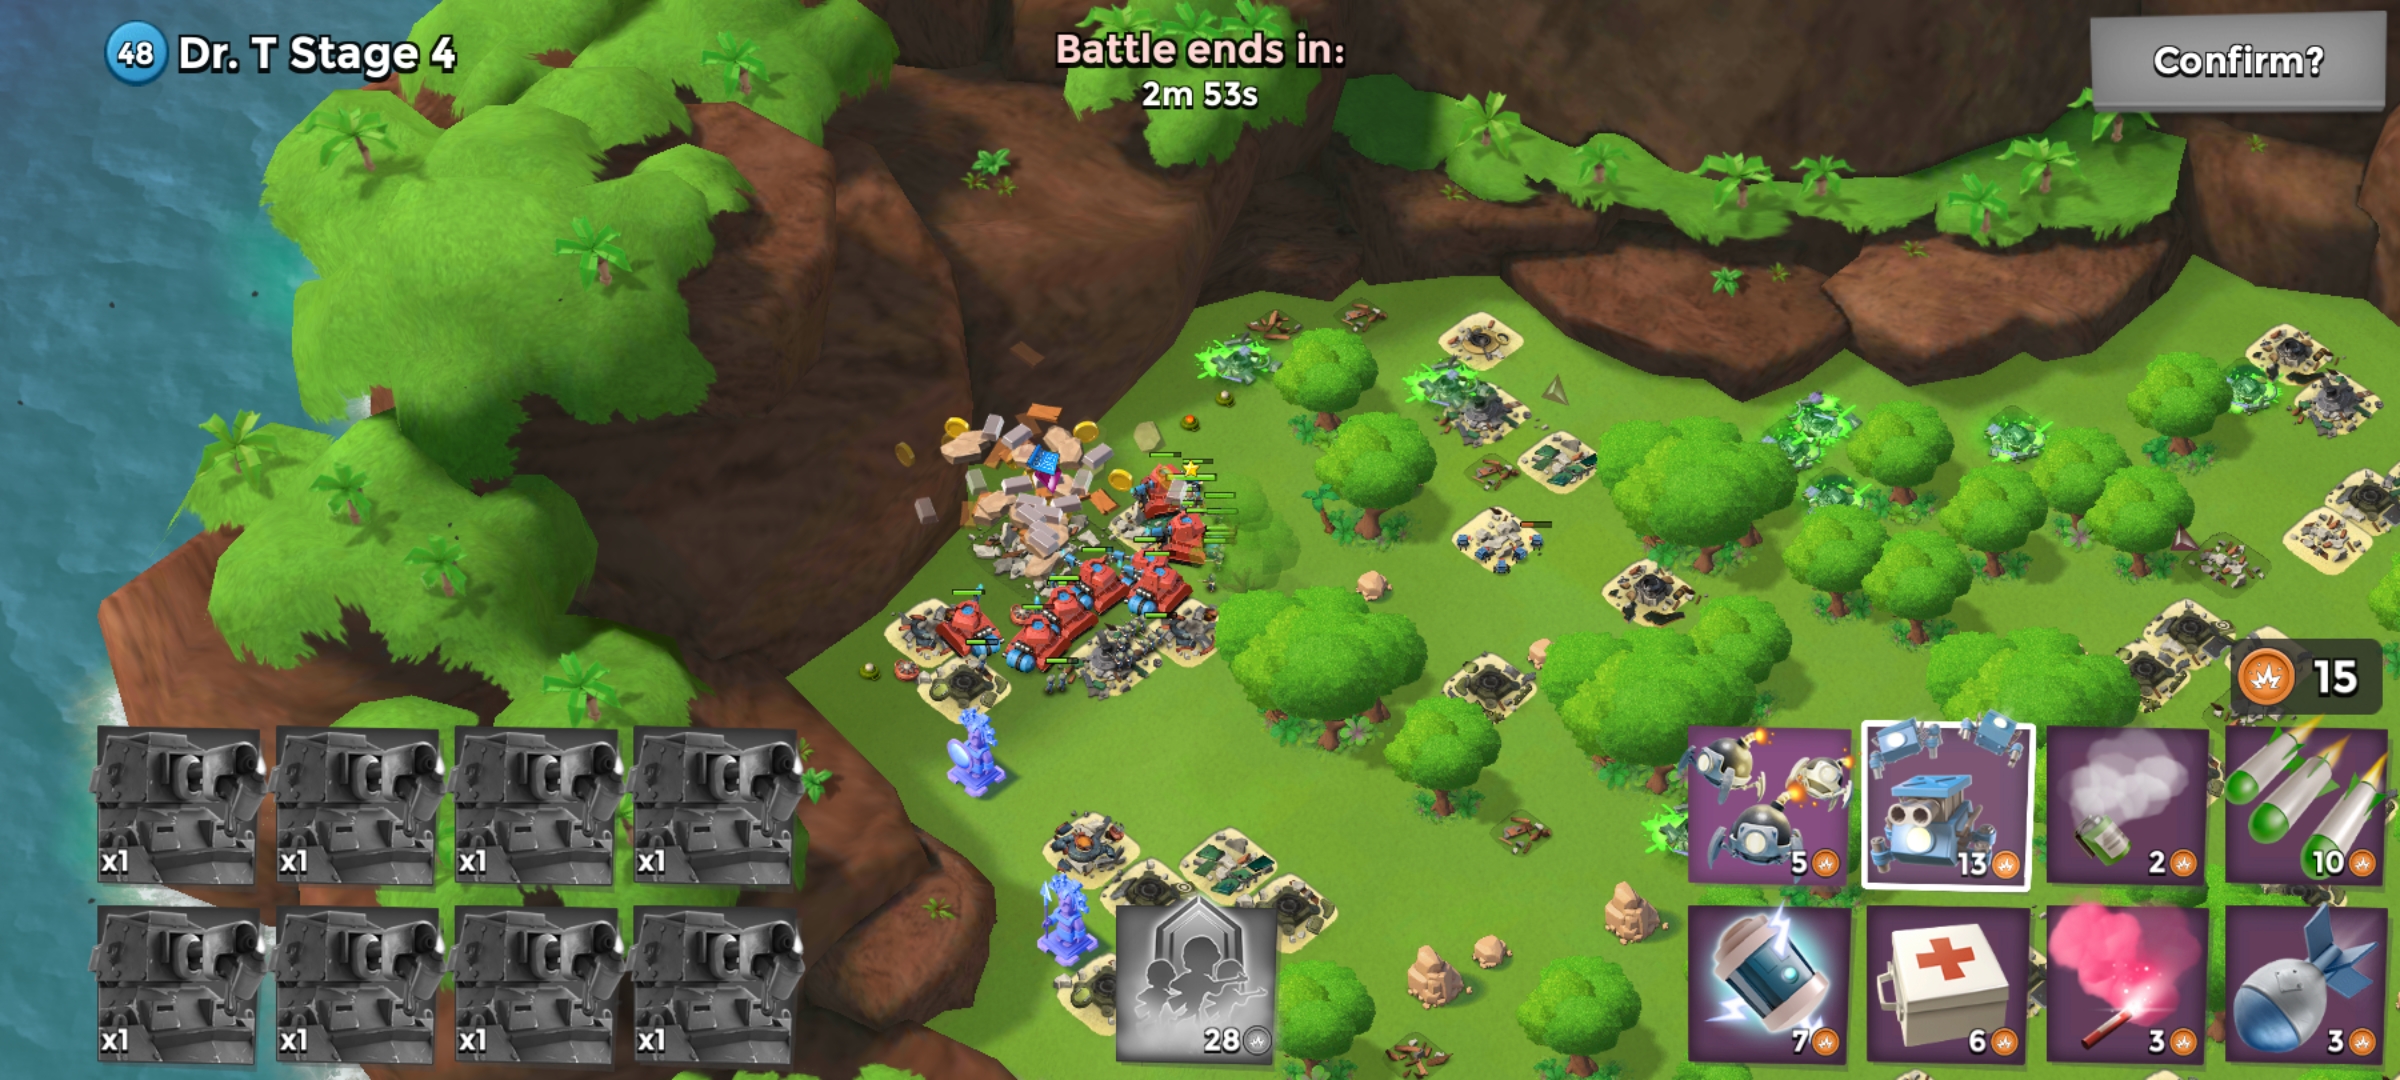 48 Dr. T Stage 4
Battle ends in:
2m 53s
Confirm?
15
x1 x1 x1 x1
5 13 2 10
x1 x1 x1 x1
28
7 6 3 3